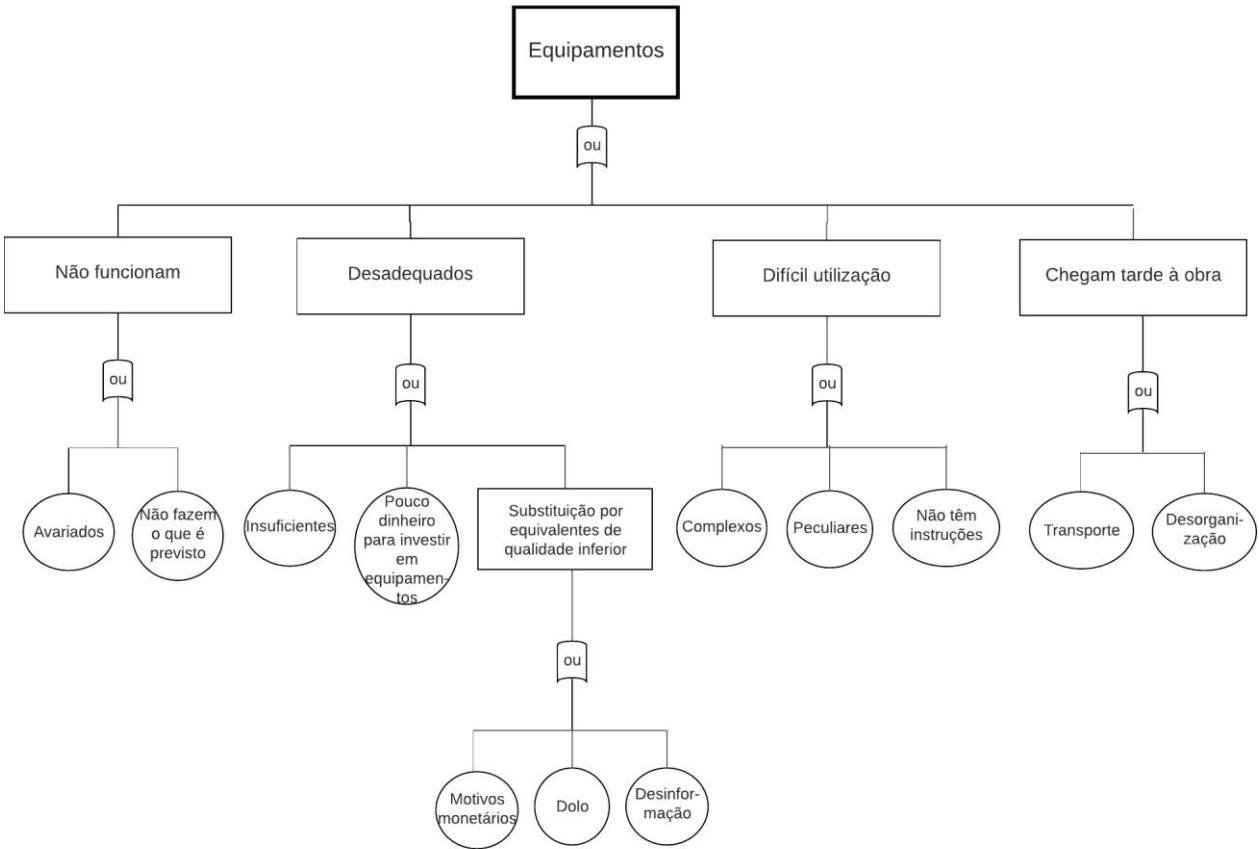 Equipamentos
ou
Não funcionam
Desadequados
Difícil utilização
Chegam tarde à obra
ou
ou
ou
ou
Avariados
Não fazem
o que é
previsto
Insuficientes
Pouco
dinheiro
para investir
em
equipamen-
tos
Substituição por
equivalentes de
qualidade inferior
Complexos
Peculiares
Não têm
instruções
Transporte
Desorgani-
zação
ou
Motivos
monetários
Dolo
Desinfor-
mação